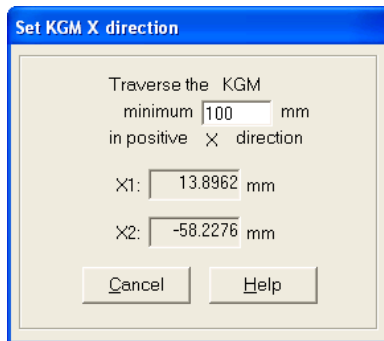 Set KGM X direction
Traverse the KGM
minimum 100 mm
in positive X direction
X1: 13.8962 mm
X2: -58.2276 mm
Cancel Help